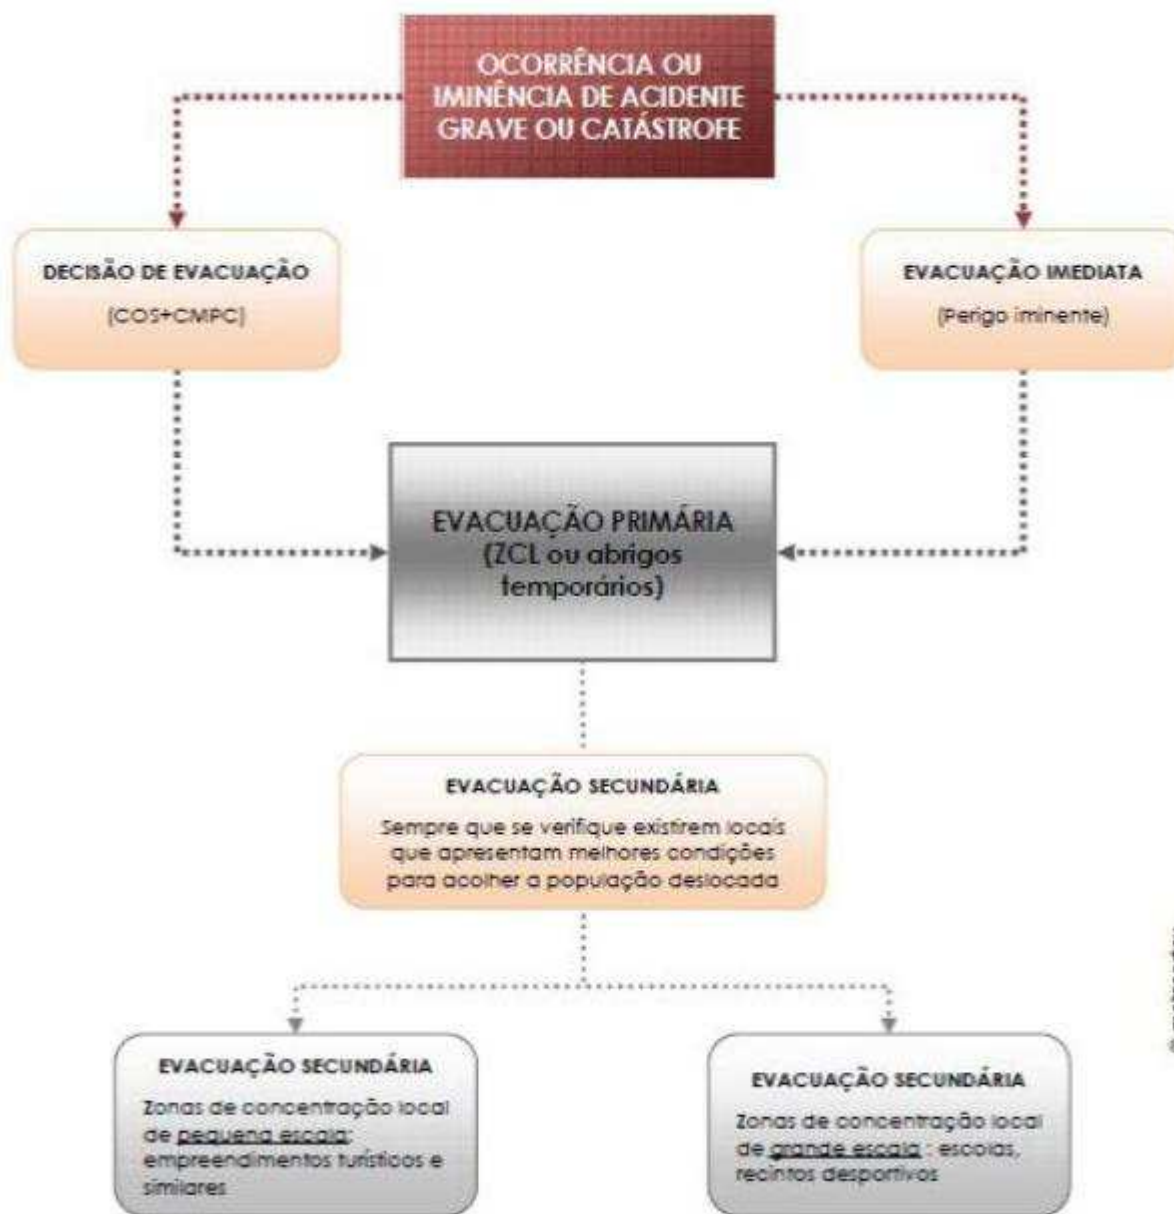 OCORRÊNCIA OU
IMINÊNCIA DE ACIDENTE
GRAVE OU CATÁSTROFE
DECISÃO DE EVACUAÇÃO
(COS+CMPC)
EVACUAÇÃO IMEDIATA
(Perigo iminente)
EVACUAÇÃO PRIMÁRIA
(ZCL ou abrigos
temporários)
EVACUAÇÃO SECUNDÁRIA
Sempre que se verifique existirem locais
que apresentam melhores condições
para acolher a população deslocada
EVACUAÇÃO SECUNDÁRIA
Zonas de concentração local
de pequena escala:
empreendimentos turísticos e
similares
EVACUAÇÃO SECUNDÁRIA
Zonas de concentração local
de grande escala : escolas,
recintos desportivos